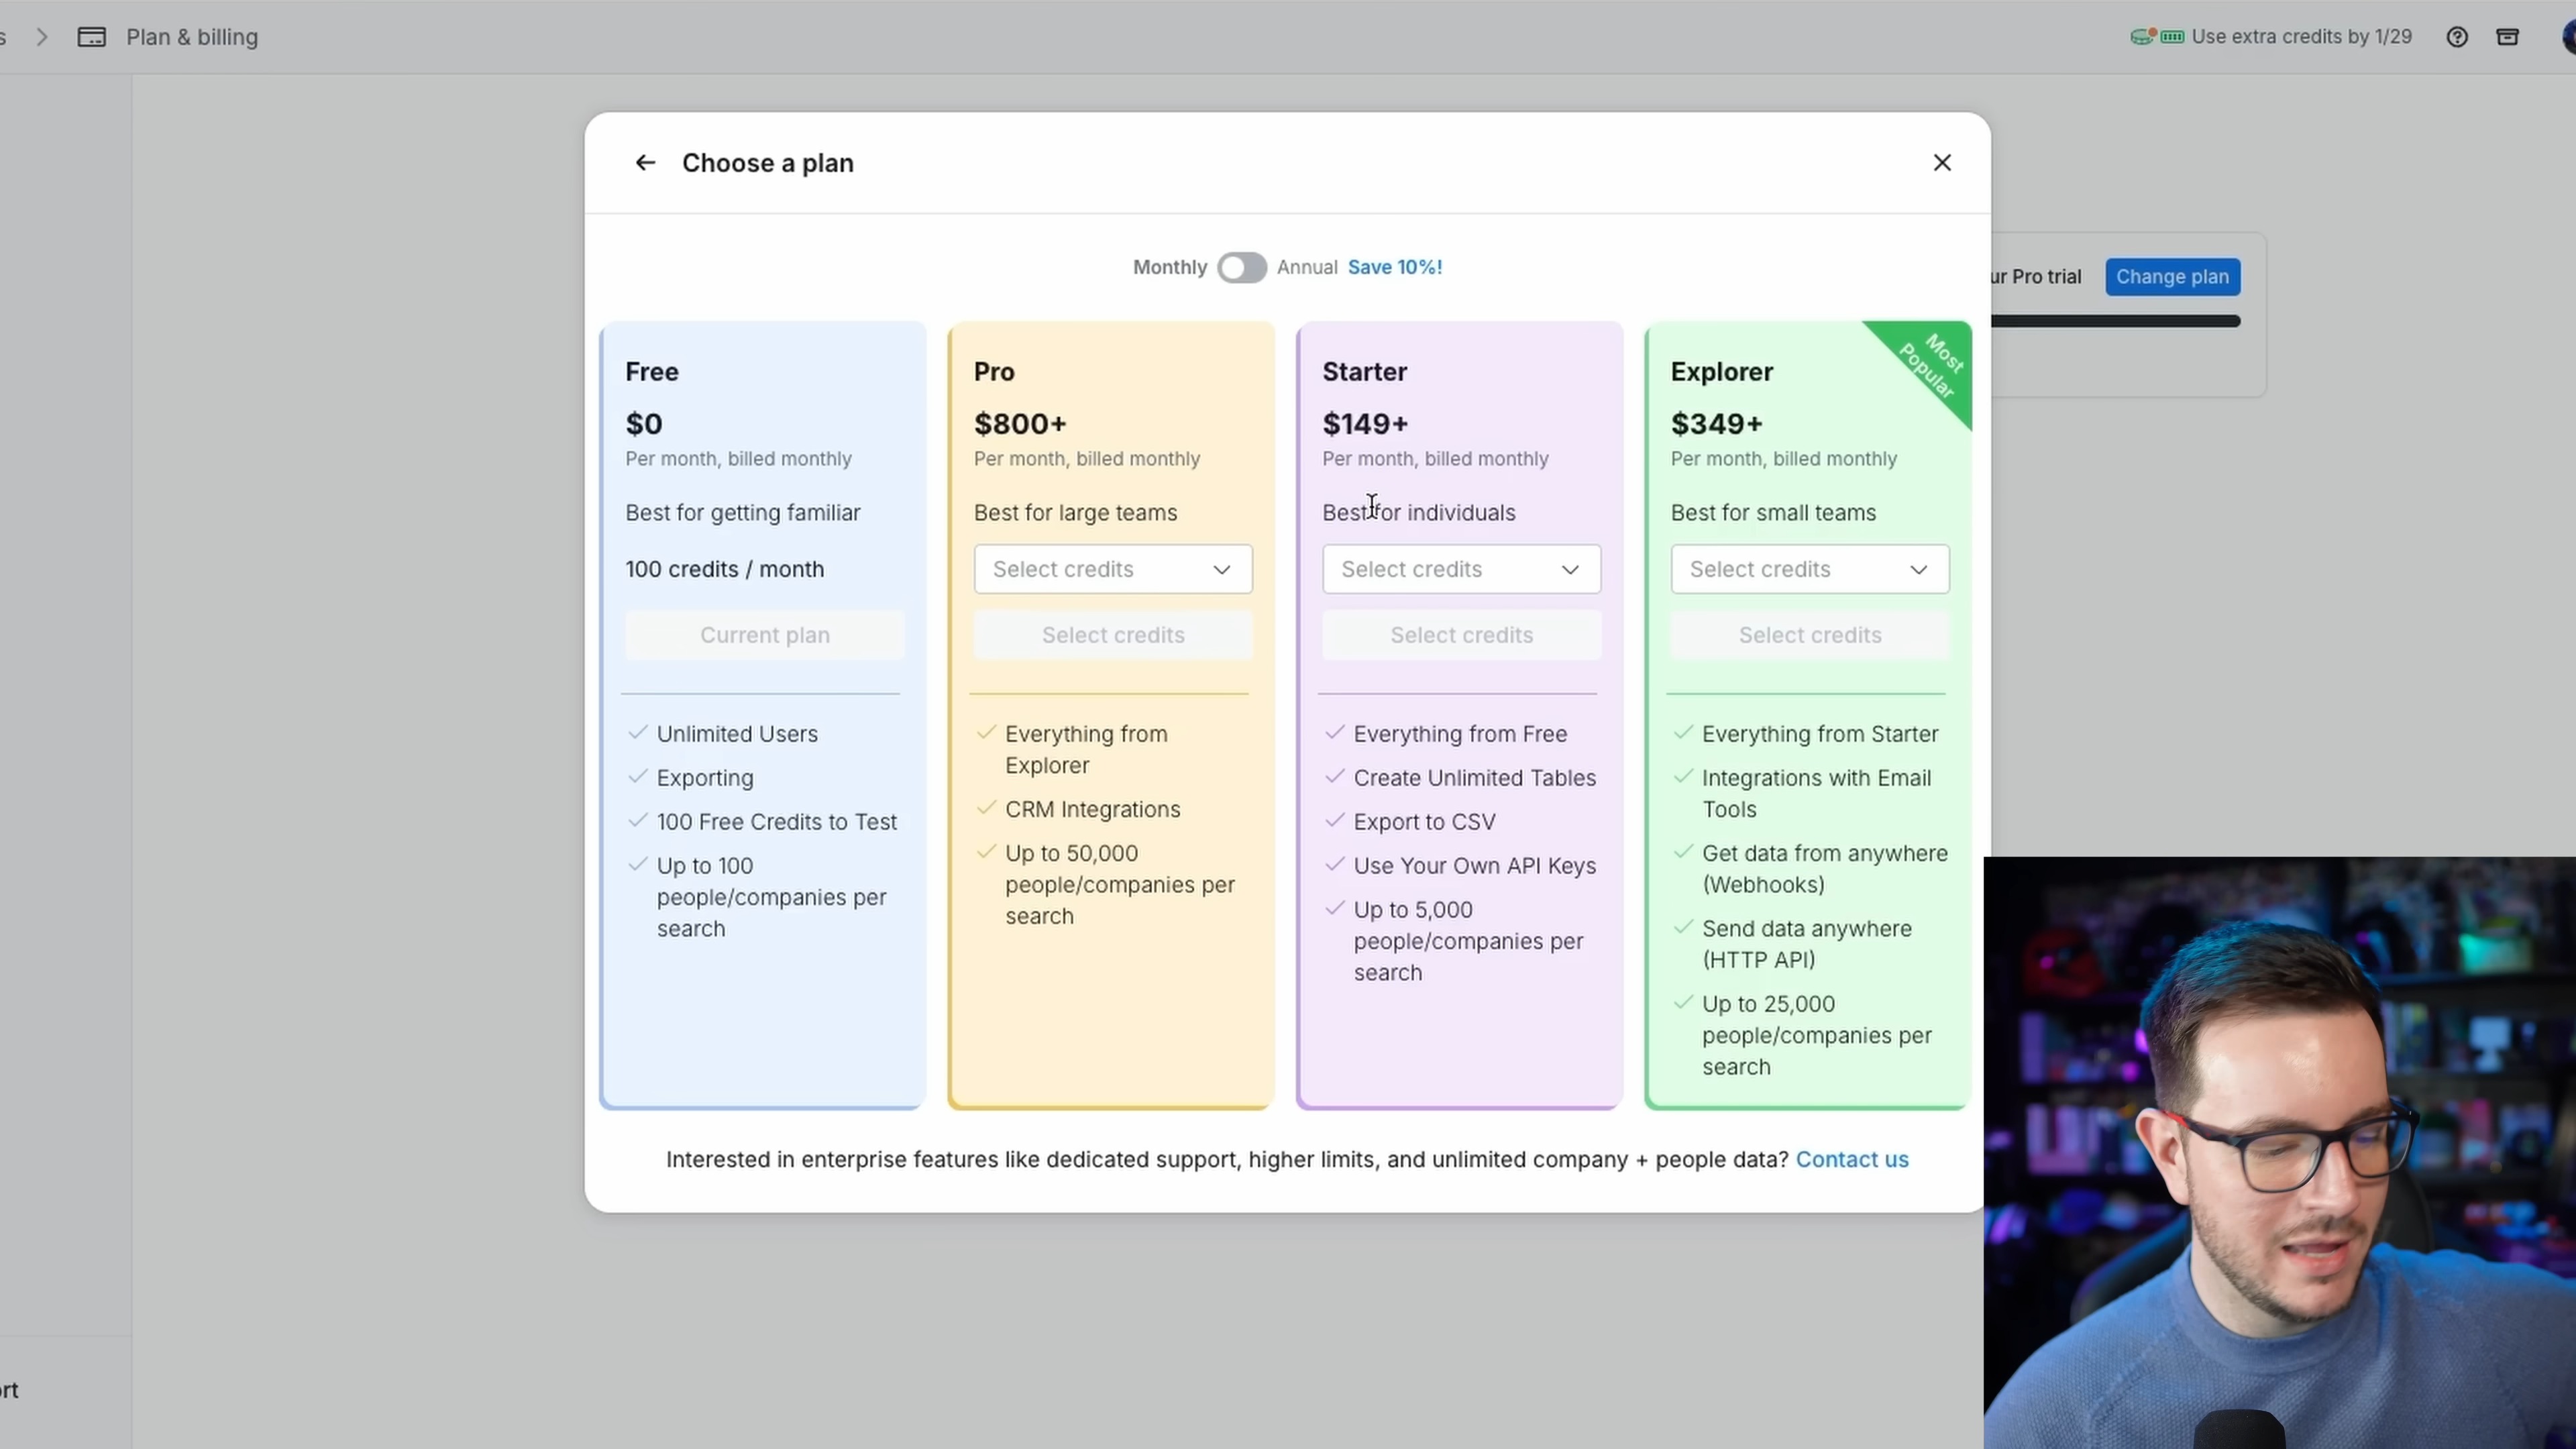 s
Plan & billing
Use extra credits by 1/29
Choose a plan
Monthly
Annual
Save 10%!
ur Pro trial
Change plan
Free
$0
Per month, billed monthly
Best for getting familiar
100 credits / month
Current plan
Unlimited Users
Exporting
100 Free Credits to Test
Up to 100
people/companies per
search
Pro
$800+
Per month, billed monthly
Best for large teams
Select credits
Select credits
Everything from
Explorer
CRM Integrations
Up to 50,000
people/companies per
search
Starter
$149+
Per month, billed monthly
Best for individuals
Select credits
Select credits
Everything from Free
Create Unlimited Tables
Export to CSV
Use Your Own API Keys
Up to 5,000
people/companies per
search
Most
Popular
Explorer
$349+
Per month, billed monthly
Best for small teams
Select credits
Select credits
Everything from Starter
Integrations with Email
Tools
Get data from anywhere
(Webhooks)
Send data anywhere
(HTTP API)
Up to 25,000
people/companies per
search
Interested in enterprise features like dedicated support, higher limits, and unlimited company + people data? Contact us
ort